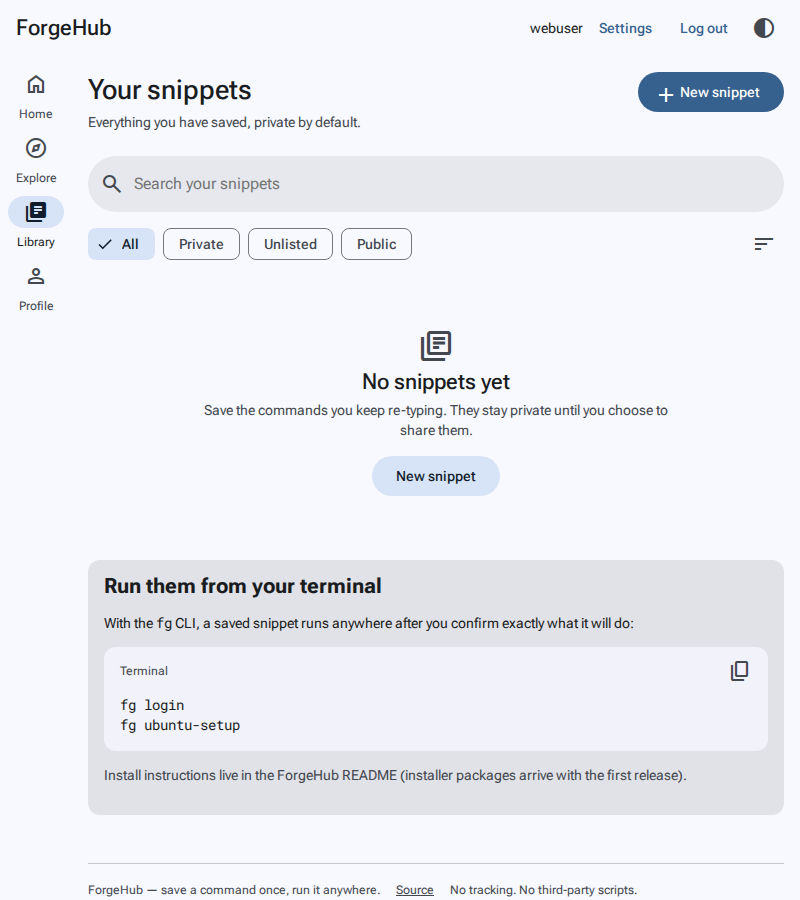 ForgeHub
webuser Settings Log out
Home
Explore
Library
Profile
Your snippets
New snippet
Everything you have saved, private by default.
Search your snippets
All Private Unlisted Public
No snippets yet
Save the commands you keep re-typing. They stay private until you choose to
share them.
New snippet
Run them from your terminal
With the fg CLI, a saved snippet runs anywhere after you confirm exactly what it will do:
Terminal
fg login
fg ubuntu-setup
Install instructions live in the ForgeHub README (installer packages arrive with the first release).
ForgeHub — save a command once, run it anywhere. Source No tracking. No third-party scripts.